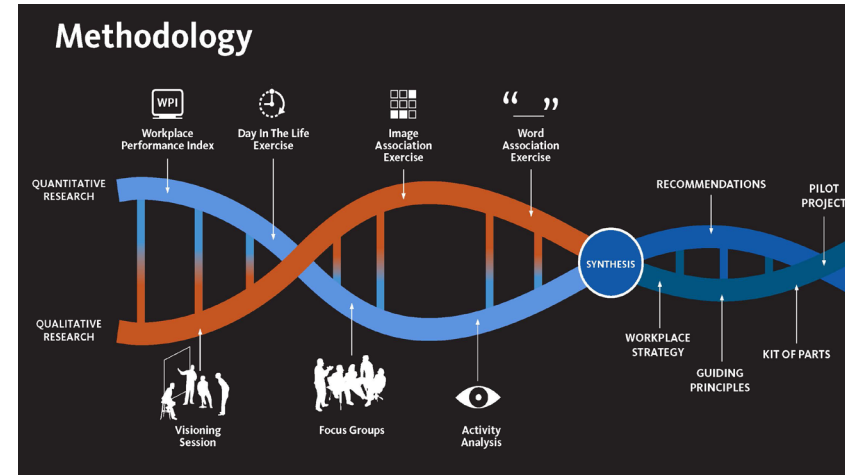 Methodology
WPI
Workplace
Performance Index
Day In The Life
Exercise
Image
Association
Exercise
“ ”
Word
Association
Exercise
QUANTITATIVE
RESEARCH
RECOMMENDATIONS
PILOT
PROJECT
SYNTHESIS
QUALITATIVE
RESEARCH
WORKPLACE
STRATEGY
GUIDING
PRINCIPLES
KIT OF PARTS
Visioning
Session
Focus Groups
Activity
Analysis